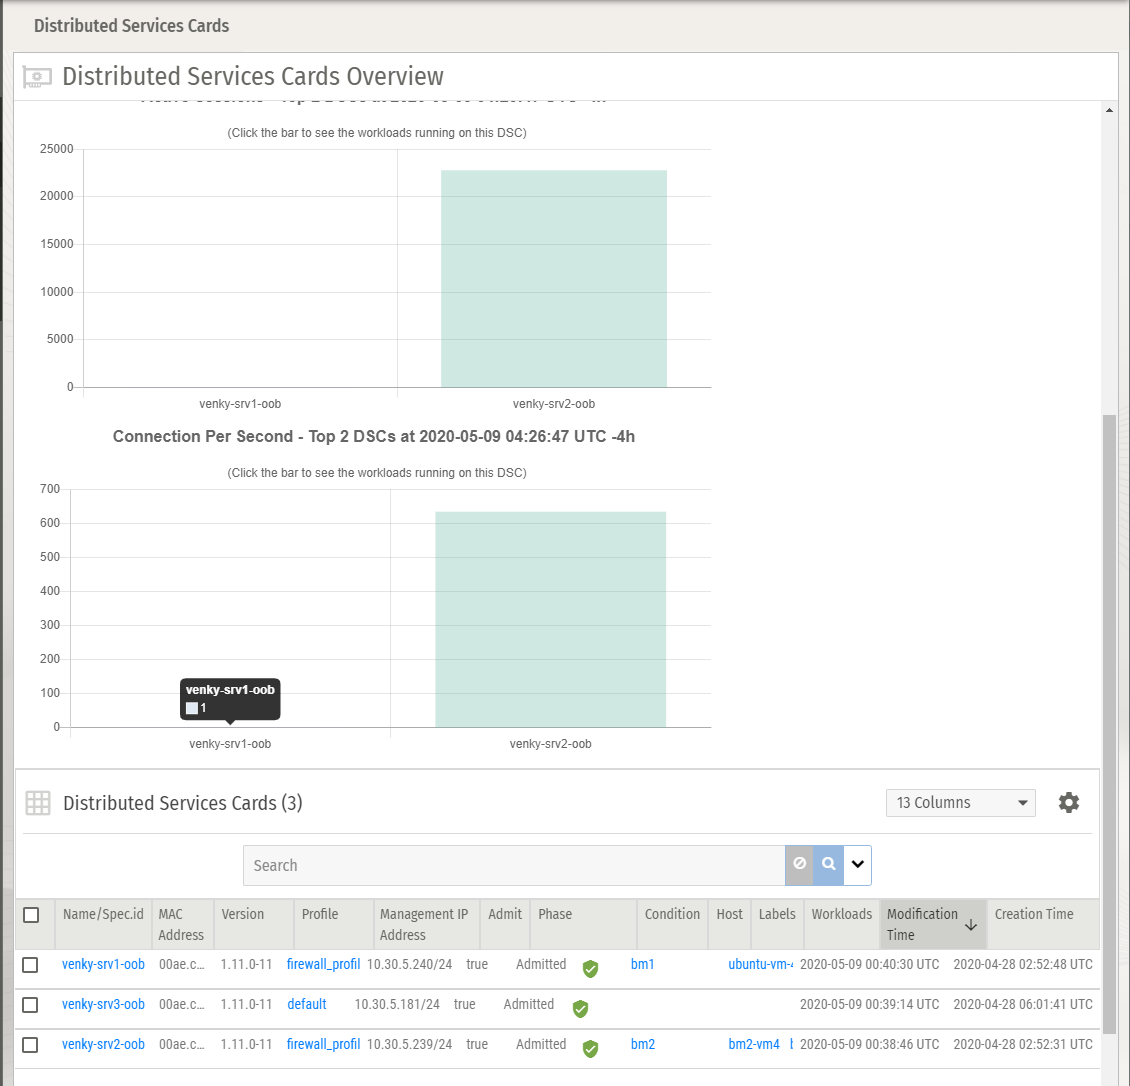 Distributed Services Cards
Distributed Services Cards Overview
(Click the bar to see the workloads running on this DSC)
25000
20000
15000
10000
5000
0
venky-srv1-oob venky-srv2-oob
Connection Per Second - Top 2 DSCs at 2020-05-09 04:26:47 UTC -4h
(Click the bar to see the workloads running on this DSC)
700
600
500
400
300
200
100
0
venky-srv1-oob
1
venky-srv1-oob venky-srv2-oob
Distributed Services Cards (3)
13 Columns
Search
Name/Spec.id MAC Address Version Profile Management IP Address Admit Phase Condition Host Labels Workloads Modification Time Creation Time
venky-srv1-oob 00ae.c... 1.11.0-11 firewall_profil 10.30.5.240/24 true Admitted bm1 ubuntu-vm-4 2020-05-09 00:40:30 UTC 2020-04-28 02:52:48 UTC
venky-srv3-oob 00ae.c... 1.11.0-11 default 10.30.5.181/24 true Admitted 2020-05-09 00:39:14 UTC 2020-04-28 06:01:41 UTC
venky-srv2-oob 00ae.c... 1.11.0-11 firewall_profil 10.30.5.239/24 true Admitted bm2 bm2-vm4 2020-05-09 00:38:46 UTC 2020-04-28 02:52:31 UTC